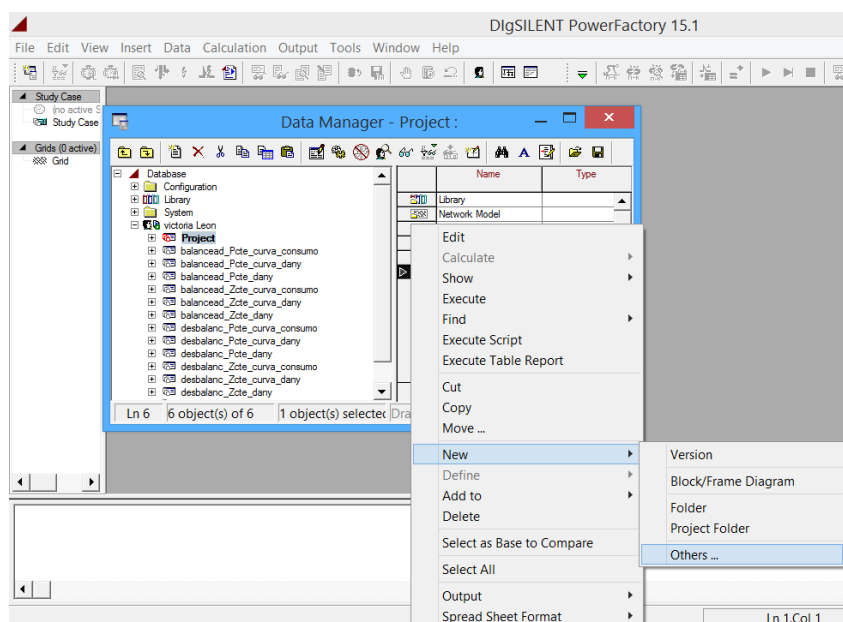 DIgSILENT PowerFactory 15.1
File Edit View Insert Data Calculation Output Tools Window Help
Study Case
(no active S
Study Case
Grids (0 active)
Grid
Data Manager - Project :
Database
Configuration
Library
System
victoria Leon
Project
balancead_Pcte_curva_consumo
balancead_Pcte_curva_dany
balancead_Pcte_dany
balancead_Zcte_curva_consumo
balancead_Zcte_curva_dany
balancead_Zcte_dany
desbalanc_Pcte_curva_consumo
desbalanc_Pcte_curva_dany
desbalanc_Pcte_dany
desbalanc_Zcte_curva_consumo
desbalanc_Zcte_curva_dany
desbalanc_Zcte_dany
Name Type
Library
Network Model
Ln 6 6 object(s) of 6 1 object(s) selected Dra
Edit
Calculate
Show
Execute
Find
Execute Script
Execute Table Report
Cut
Copy
Move ...
New
Define
Add to
Delete
Select as Base to Compare
Select All
Output
Spread Sheet Format
Version
Block/Frame Diagram
Folder
Project Folder
Others ...
Ln 1,Col 1